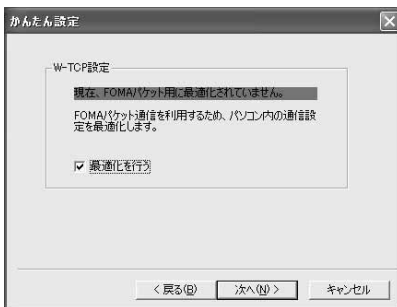 かんたん設定
W-TCP設定
現在、FOMAパケット用に最適化されていません。
FOMAパケット通信を利用するため、パソコン内の通信設
定を最適化します。
最適化を行う
< 戻る(B) 次へ(N) > キャンセル